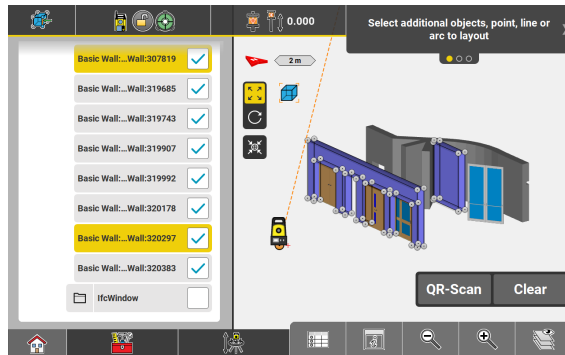 0.000
Select additional objects, point, line or
arc to layout
Basic Wall:...Wall:307819
2 m
Basic Wall:...Wall:319685
Basic Wall:...Wall:319743
Basic Wall:...Wall:319907
Basic Wall:...Wall:319992
Basic Wall:...Wall:320178
Basic Wall:...Wall:320297
Basic Wall:...Wall:320383
IfcWindow
QR-Scan
Clear